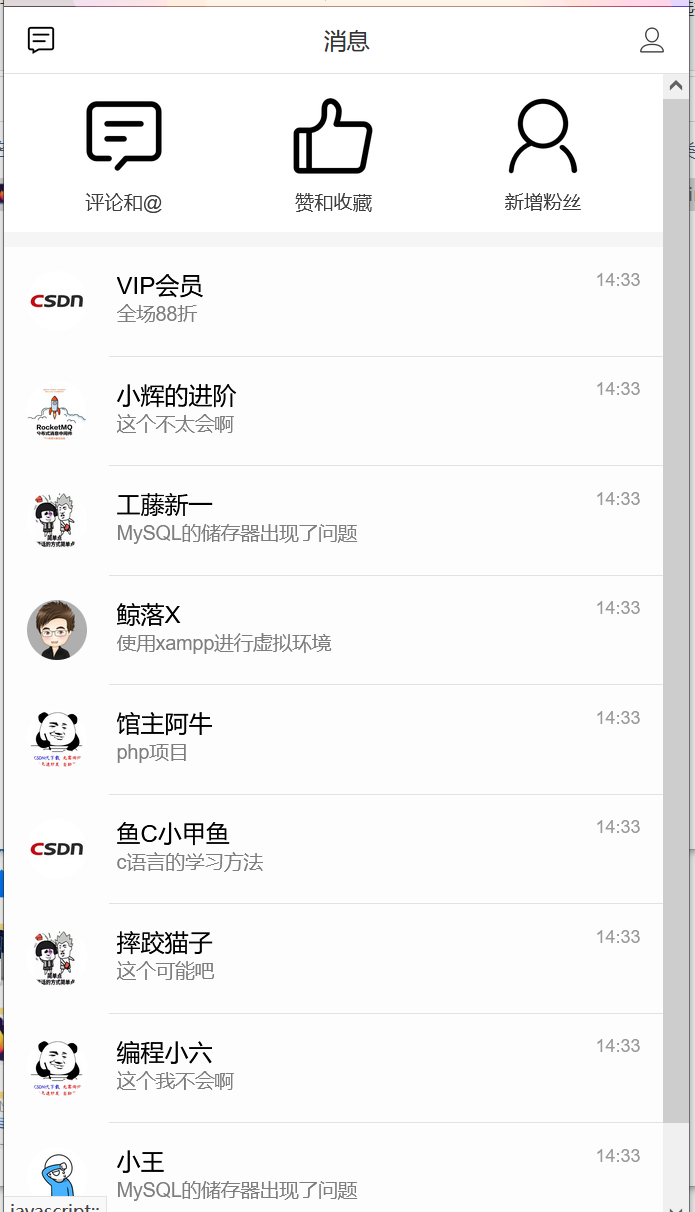 消息
评论和@
赞和收藏
新增粉丝
CSDN
VIP会员
14:33
全场88折
RocketMQ
小辉的进阶
14:33
这个不太会啊
工藤新一
14:33
MySQL的储存器出现了问题
简单点
鲸落X
14:33
使用xampp进行虚拟环境
馆主阿牛
14:33
php项目
CSDN
鱼C小甲鱼
14:33
c语言的学习方法
摔跤猫子
14:33
这个可能吧
简单点
编程小六
14:33
这个我不会啊
小王
14:33
MySQL的储存器出现了问题
javascript:;